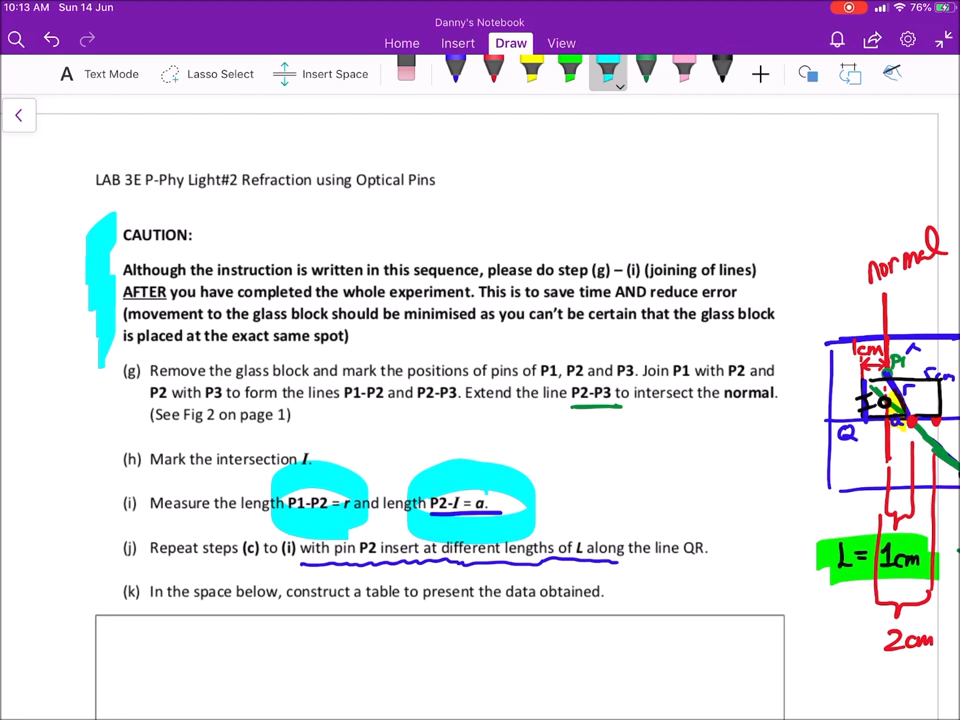 10:13 AM Sun 14 Jun
76%
Danny's Notebook
Home Insert Draw View
A Text Mode Lasso Select Insert Space
LAB 3E P-Phy Light#2 Refraction using Optical Pins
CAUTION:
Although the instruction is written in this sequence, please do step (g) – (i) (joining of lines)
AFTER you have completed the whole experiment. This is to save time AND reduce error
(movement to the glass block should be minimised as you can't be certain that the glass block
is placed at the exact same spot)
(g) Remove the glass block and mark the positions of pins of P1, P2 and P3. Join P1 with P2 and
P2 with P3 to form the lines P1-P2 and P2-P3. Extend the line P2-P3 to intersect the normal.
(See Fig 2 on page 1)
(h) Mark the intersection I.
(i) Measure the length P1-P2 = r and length P2-I = a.
(j) Repeat steps (c) to (i) with pin P2 insert at different lengths of L along the line QR.
(k) In the space below, construct a table to present the data obtained.
normal
1cm P1
r
I
Q a
L = 1cm
2cm